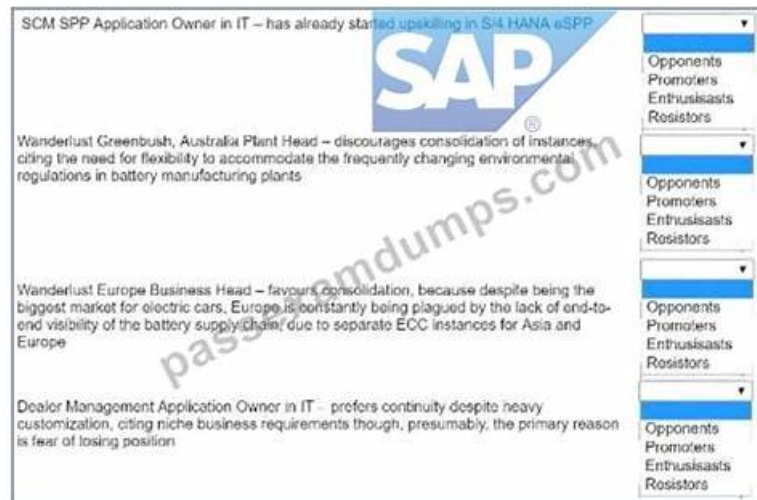 SCM SPP Application Owner in IT – has already started upskilling in S/4 HANA eSPP
SAP
®
Opponents
Promoters
Enthusisasts
Resistors
Wanderlust Greenbush, Australia Plant Head – discourages consolidation of instances,
citing the need for flexibility to accommodate the frequently changing environmental
regulations in battery manufacturing plants
Opponents
Promoters
Enthusisasts
Resistors
Wanderlust Europe Business Head – favours consolidation, because despite being the
biggest market for electric cars, Europe is constantly being plagued by the lack of end-to-
end visibility of the battery supply chain, due to separate ECC instances for Asia and
Europe
Opponents
Promoters
Enthusisasts
Resistors
Dealer Management Application Owner in IT – prefers continuity despite heavy
customization, citing niche business requirements though, presumably, the primary reason
is fear of losing position
Opponents
Promoters
Enthusisasts
Resistors
passexamdumps.com